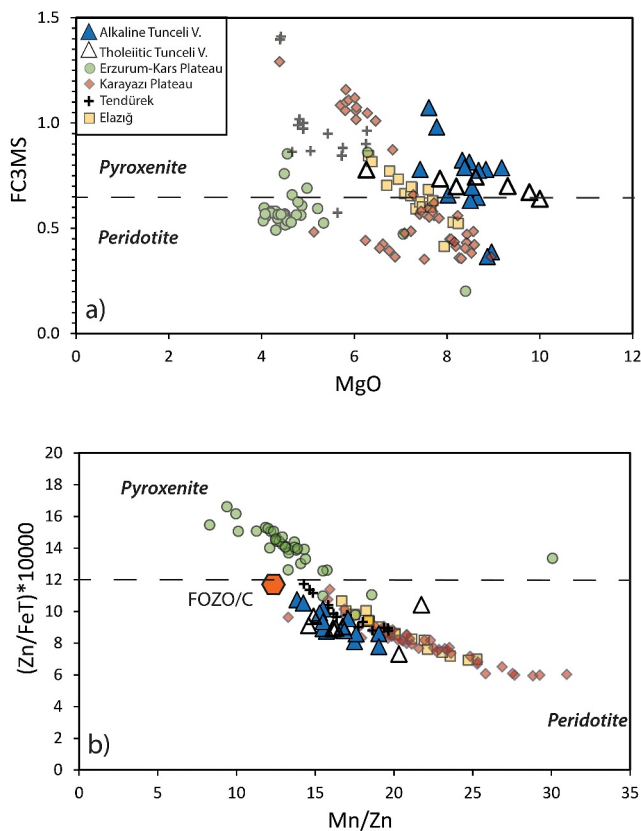 1.5
1.0
0.5
0.0
FC3MS
Alkaline Tunceli V.
Tholeiitic Tunceli V.
Erzurum-Kars Plateau
Karayazı Plateau
Tendürek
Elazığ
Pyroxenite
Peridotite
a)
0 2 4 6 8 10 12
MgO
20
18
16
14
12
10
8
6
4
2
0
(Zn/FeT)*10000
Pyroxenite
FOZO/C
Peridotite
b)
0 5 10 15 20 25 30 35
Mn/Zn